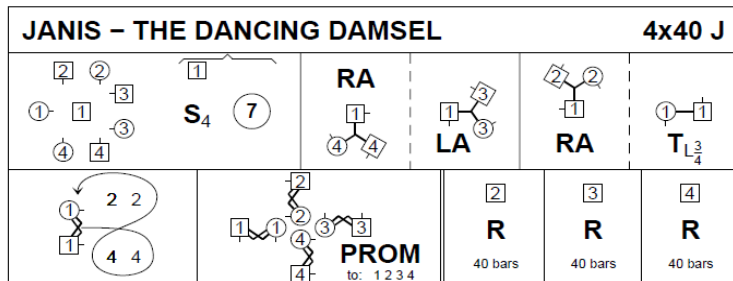 JANIS – THE DANCING DAMSEL 4x40 J
2 2 1 3 1 1 3 4 4
1 S4 7
RA 1 4 4
1 3 LA 3
2 2 1 RA
1 1 TL3/4
1 2 2 1 4 4
2 2 1 1 3 3 4 4 PROM
to: 1 2 3 4
2 R
40 bars
3 R
40 bars
4 R
40 bars